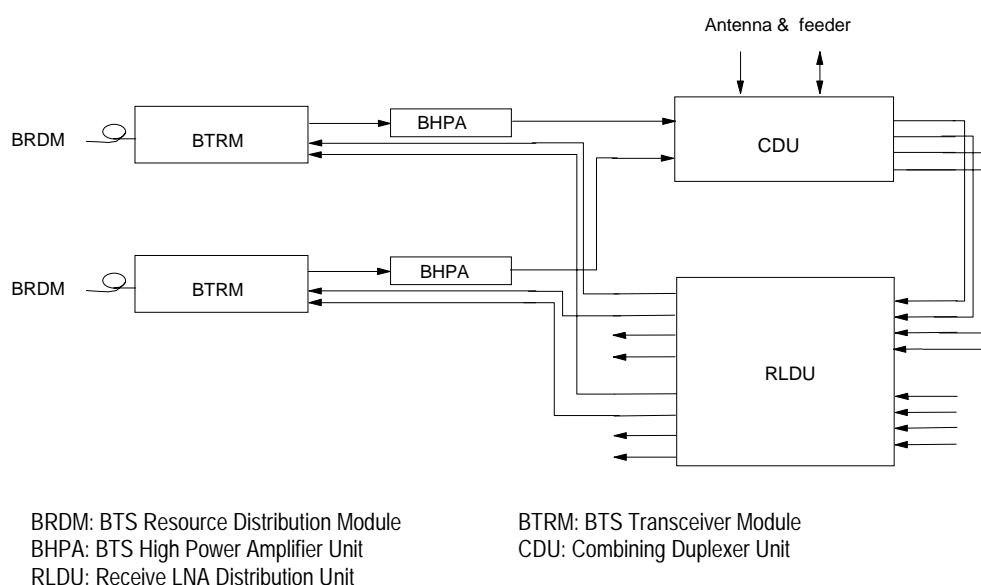 Antenna & feeder
BRDM
BTRM
BHPA
CDU
BRDM
BTRM
BHPA
RLDU
BRDM: BTS Resource Distribution Module
BTRM: BTS Transceiver Module
BHPA: BTS High Power Amplifier Unit
CDU: Combining Duplexer Unit
RLDU: Receive LNA Distribution Unit